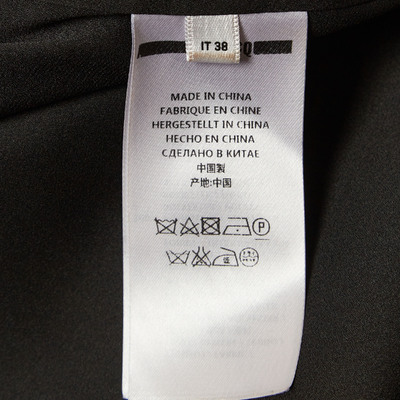 IT 38
Q
MADE IN CHINA
FABRIQUE EN CHINE
HERGESTELLT IN CHINA
HECHO EN CHINA
СДЕЛАНО В КИТАЕ
中国製
产地:中国